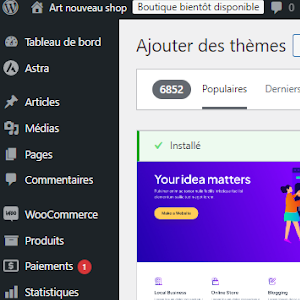 Art nouveau shop Boutique bientôt disponible 0
Tableau de bord
Astra
Articles
Médias
Pages
Commentaires
WooCommerce
Produits
Paiements 1
Statistiques
Ajouter des thèmes
6852 Populaires Derniers
Installé
Your idea matters
Make a Website
Local Business Online Store Blogging